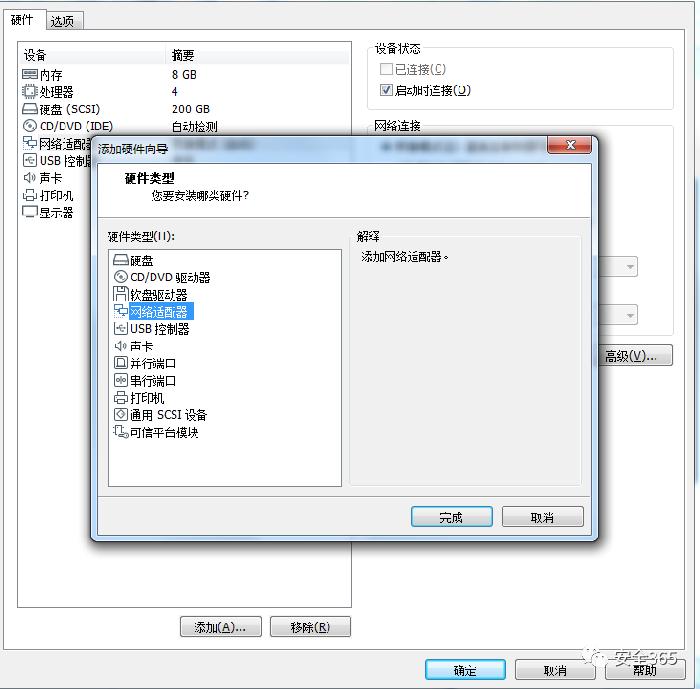 硬件 选项
设备 摘要
内存 8 GB
处理器 4
硬盘 (SCSI) 200 GB
CD/DVD (IDE) 自动检测
网络适配器
USB 控制
声卡
打印机
显示器
设备状态
已连接(C)
启动时连接(O)
网络连接
高级(V)...
添加硬件向导
硬件类型
您要安装哪类硬件?
硬件类型(H):
硬盘
CD/DVD 驱动器
软盘驱动器
网络适配器
USB 控制器
声卡
并行端口
串行端口
打印机
通用 SCSI 设备
可信平台模块
解释
添加网络适配器。
完成 取消
添加(A)... 移除(R)
确定 取消 帮助
安全365